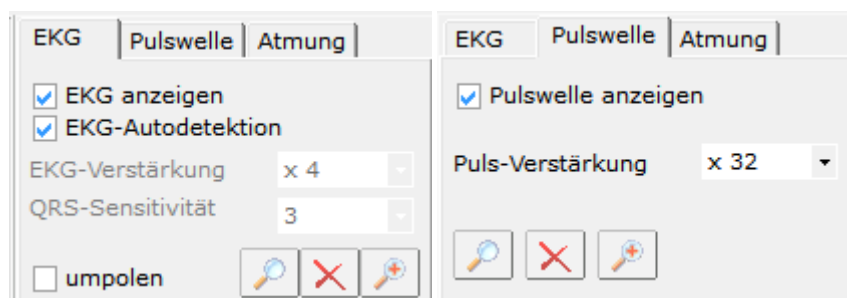 EKG Pulswelle Atmung
EKG anzeigen
EKG-Autodetektion
EKG-Verstärkung x 4
QRS-Sensitivität 3
umpolen
EKG Pulswelle Atmung
Pulswelle anzeigen
Puls-Verstärkung x 32